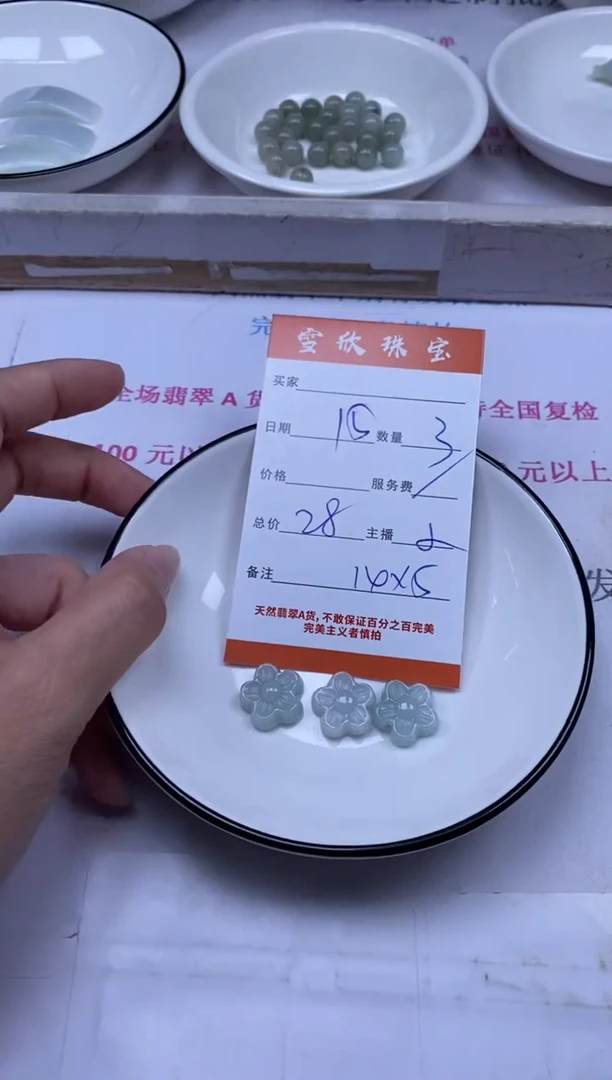 全场翡翠A货
全国复检
100元以
元以上
发
雪欣珠宝
买家
日期 15 数量 3
价格 服务费 /
总价 28 主播
备注 14×5
天然翡翠A货,不敢保证百分之百完美
完美主义者慎拍